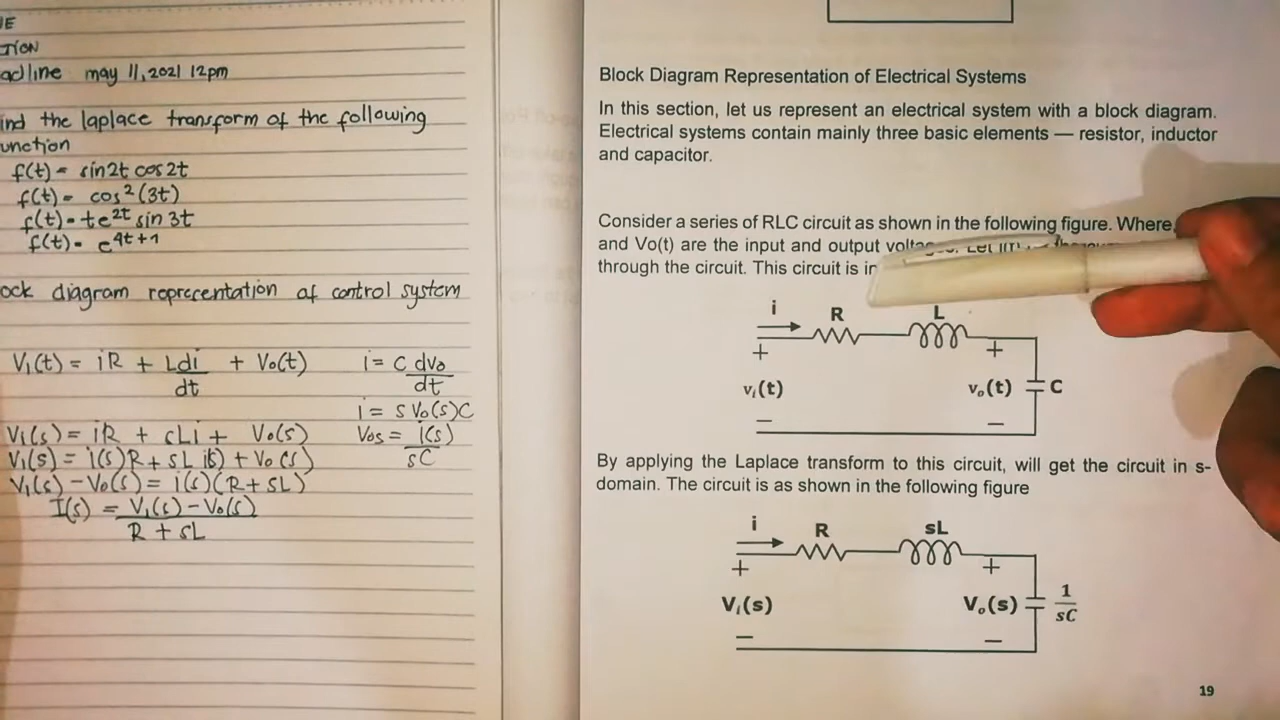 TION
adline may 11, 2021 12pm
ind the laplace transform of the following
unction
f(t) = sin2t cos2t
f(t) = cos²(3t)
f(t) = te^2t sin 3t
f(t) = e^4t+1
ock diagram representation of control system
V₁(t) = iR + Ldi/dt + Vo(t)
i = C dvo/dt
i = s Vo(s)C
V₁(s) = iR + sLi + Vo(s)
Vos = i(s)/sC
V₁(s) = i(s)R + sL i(s) + Vo(s)
V₁(s) - Vo(s) = i(s)(R + sL)
I(s) = V₁(s) - Vo(s)/R + sL
Block Diagram Representation of Electrical Systems
In this section, let us represent an electrical system with a block diagram.
Electrical systems contain mainly three basic elements — resistor, inductor
and capacitor.
Consider a series of RLC circuit as shown in the following figure. Where,
and Vo(t) are the input and output
through the circuit. This circuit is in
i R L
+ +
vᵢ(t) vₒ(t) C
− −
By applying the Laplace transform to this circuit, will get the circuit in s-
domain. The circuit is as shown in the following figure
i R sL
+ +
Vᵢ(s) Vₒ(s) 1/sC
− −
19